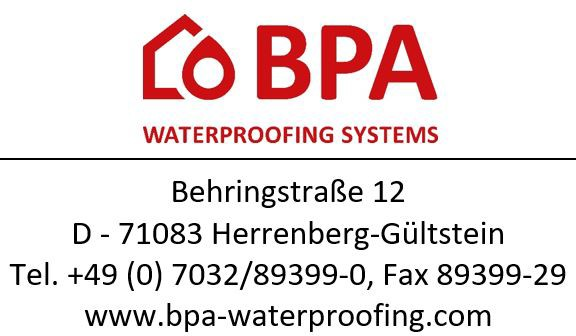 BPA
WATERPROOFING SYSTEMS
Behringstraße 12
D - 71083 Herrenberg-Gültstein
Tel. +49 (0) 7032/89399-0, Fax 89399-29
www.bpa-waterproofing.com